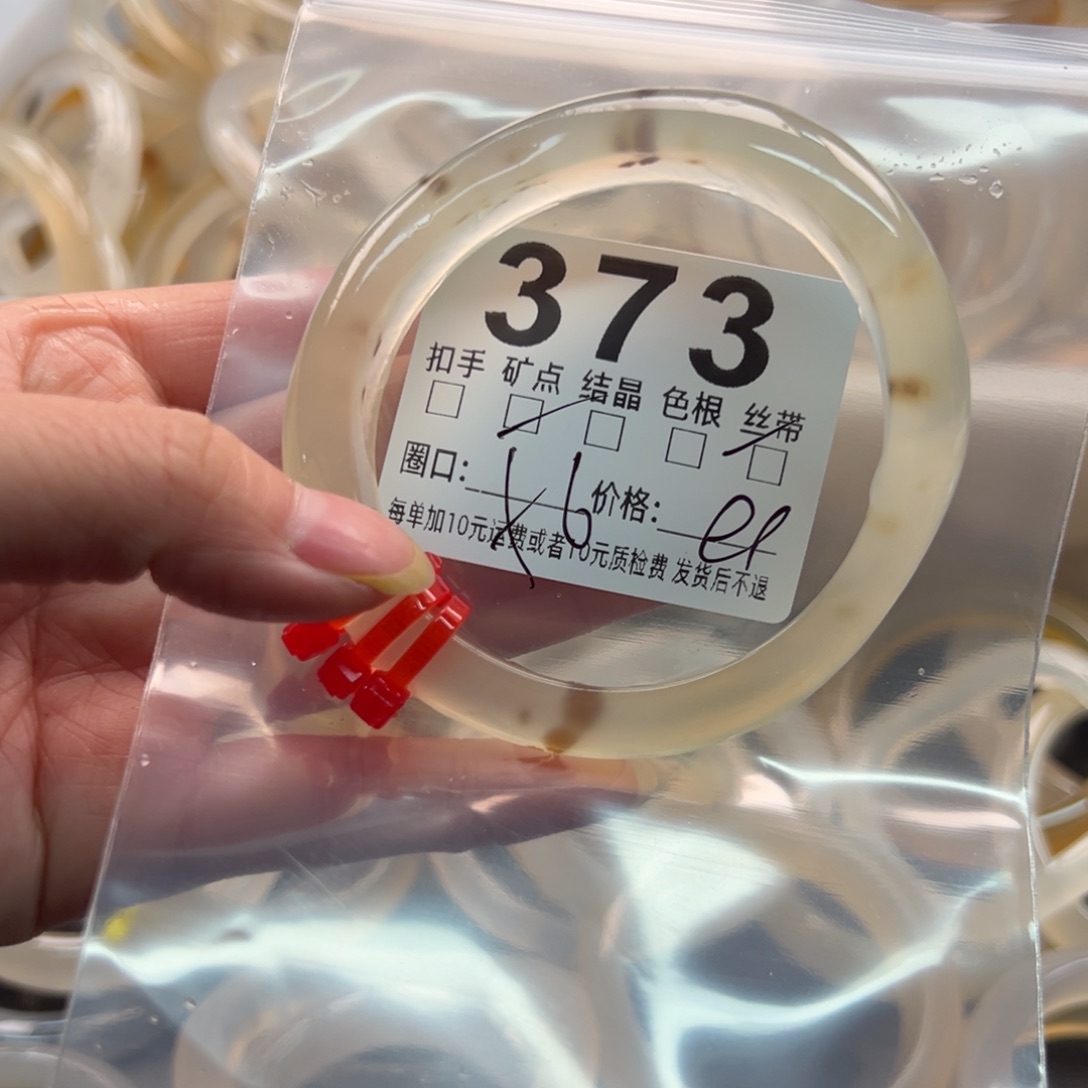 373
扣手 矿点 结晶 色根 丝带
圈口: 价格:
每单加10元运费或者10元质检费 发货后不退